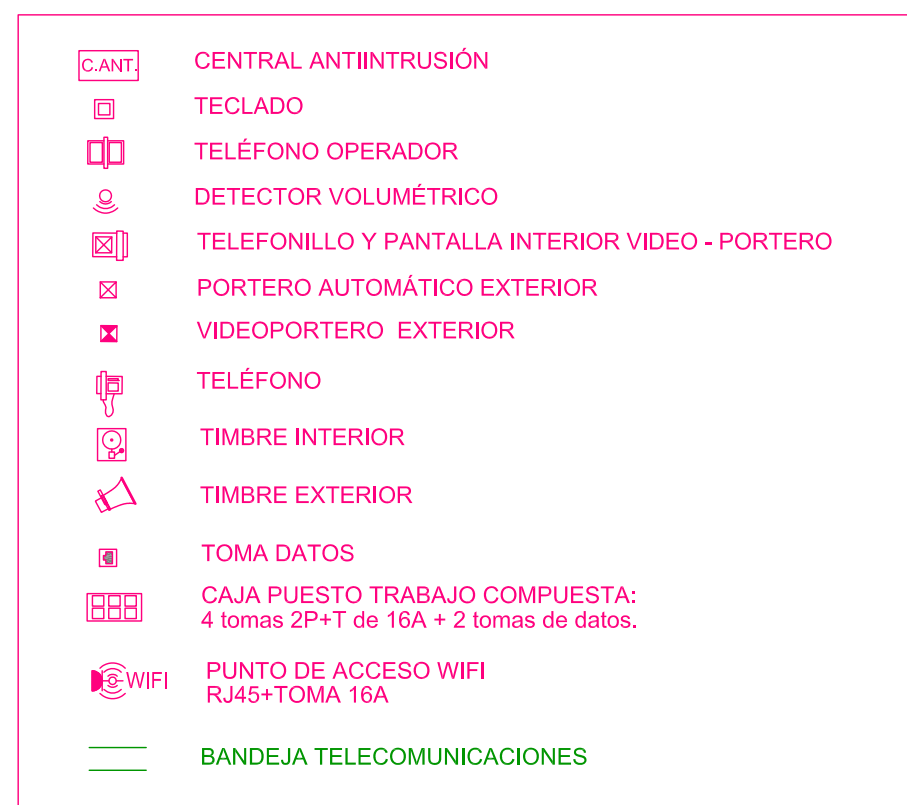 C.ANT. CENTRAL ANTIINTRUSIÓN
TECLADO
TELÉFONO OPERADOR
DETECTOR VOLUMÉTRICO
TELEFONILLO Y PANTALLA INTERIOR VIDEO - PORTERO
PORTERO AUTOMÁTICO EXTERIOR
VIDEOPORTERO EXTERIOR
TELÉFONO
TIMBRE INTERIOR
TIMBRE EXTERIOR
TOMA DATOS
CAJA PUESTO TRABAJO COMPUESTA:
4 tomas 2P+T de 16A + 2 tomas de datos.
WIFI PUNTO DE ACCESO WIFI
RJ45+TOMA 16A
BANDEJA TELECOMUNICACIONES